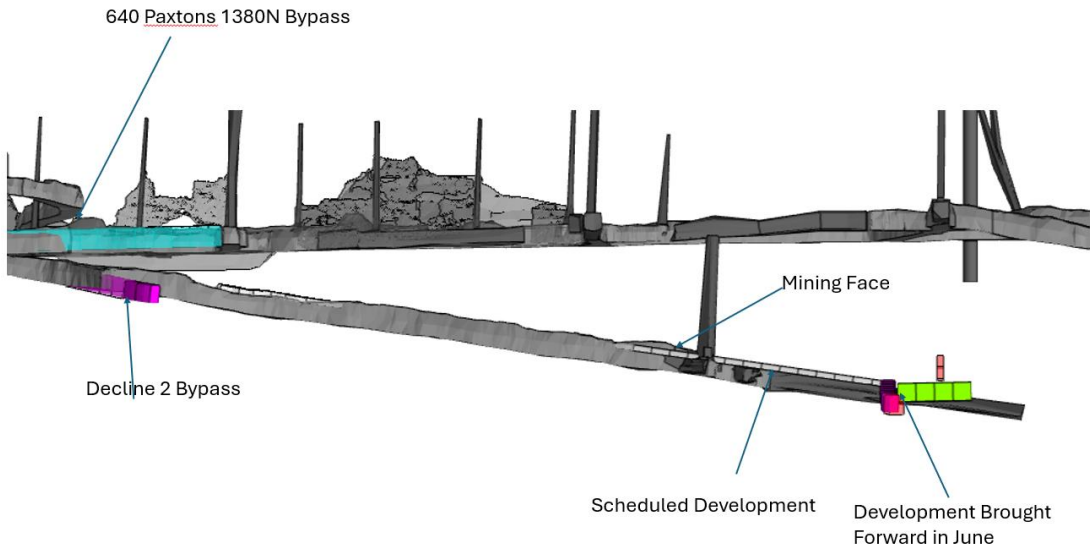 640 Paxtons 1380N Bypass
Mining Face
Decline 2 Bypass
Scheduled Development
Development Brought
Forward in June